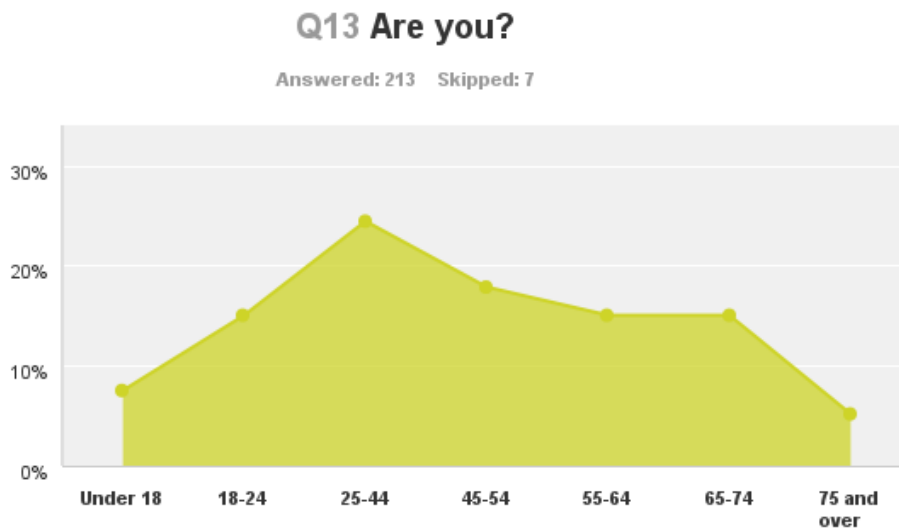 Q13 Are you?
Answered: 213 Skipped: 7
30%
20%
10%
0%
Under 18 18-24 25-44 45-54 55-64 65-74 75 and
over